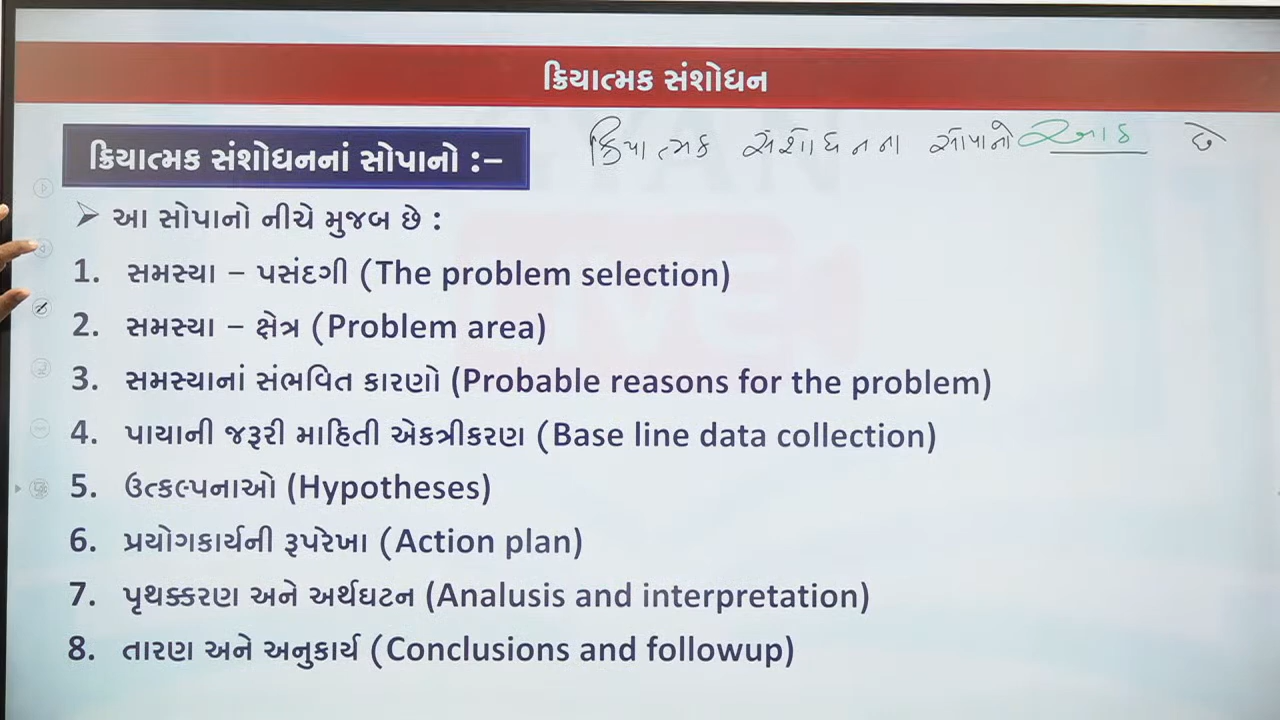 ક્રિયાત્મક સંશોધન
ક્રિયાત્મક સંશોધનનાં સોપાનો :–
ક્રિયાત્મક સંશોધનના સોપાનો આઠ છે
➤ આ સોપાનો નીચે મુજબ છે :
1. સમસ્યા – પસંદગી (The problem selection)
2. સમસ્યા – ક્ષેત્ર (Problem area)
3. સમસ્યાનાં સંભવિત કારણો (Probable reasons for the problem)
4. પાયાની જરૂરી માહિતી એકત્રીકરણ (Base line data collection)
5. ઉત્કલ્પનાઓ (Hypotheses)
6. પ્રયોગકાર્યની રૂપરેખા (Action plan)
7. પૃથક્કરણ અને અર્થઘટન (Analusis and interpretation)
8. તારણ અને અનુકાર્ય (Conclusions and followup)